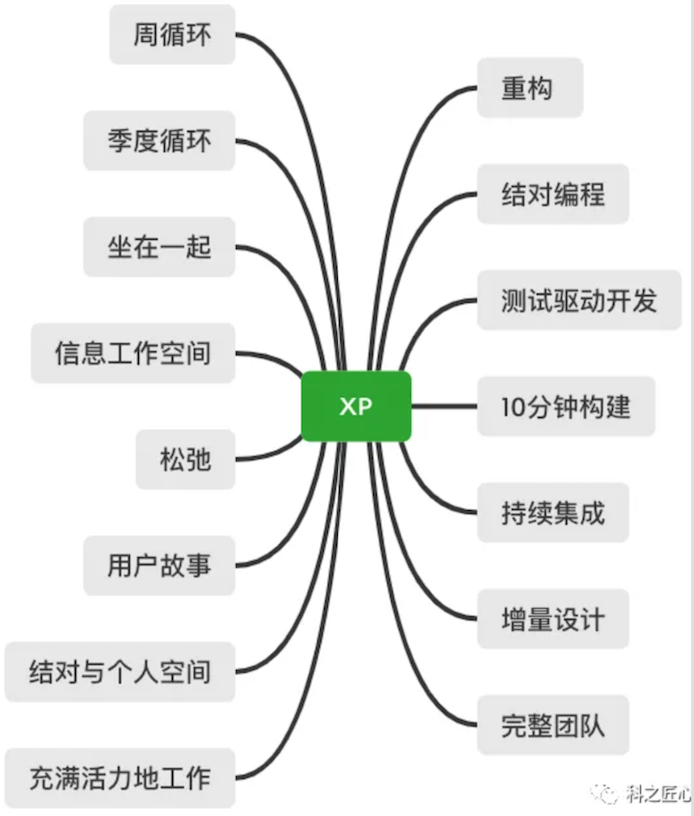 周循环
季度循环
坐在一起
信息工作空间
松弛
用户故事
结对与个人空间
充满活力地工作
XP
重构
结对编程
测试驱动开发
10分钟构建
持续集成
增量设计
完整团队
科之匠心